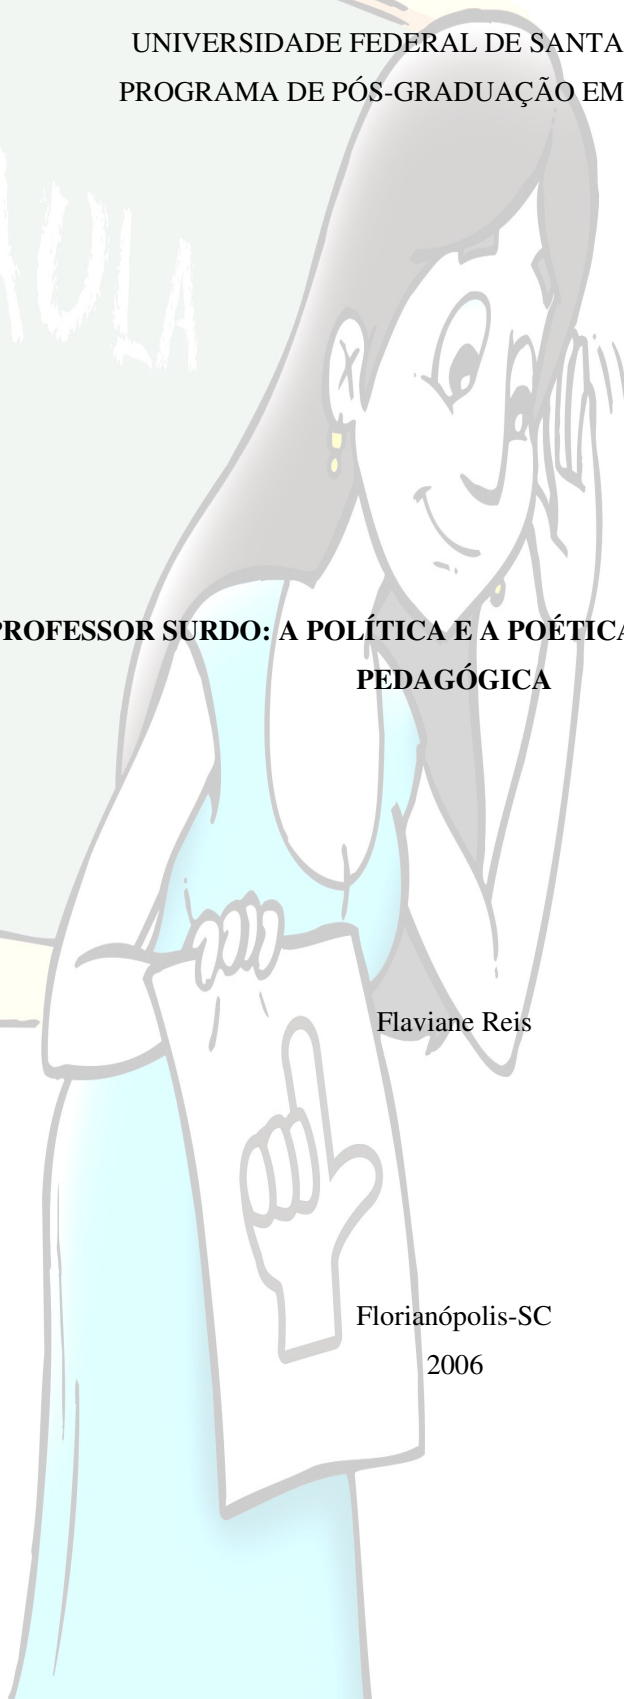 UNIVERSIDADE FEDERAL DE SANTA
PROGRAMA DE PÓS-GRADUAÇÃO EM
AULA
PROFESSOR SURDO: A POLÍTICA E A POÉTICA
PEDAGÓGICA
Flaviane Reis
Florianópolis-SC
2006